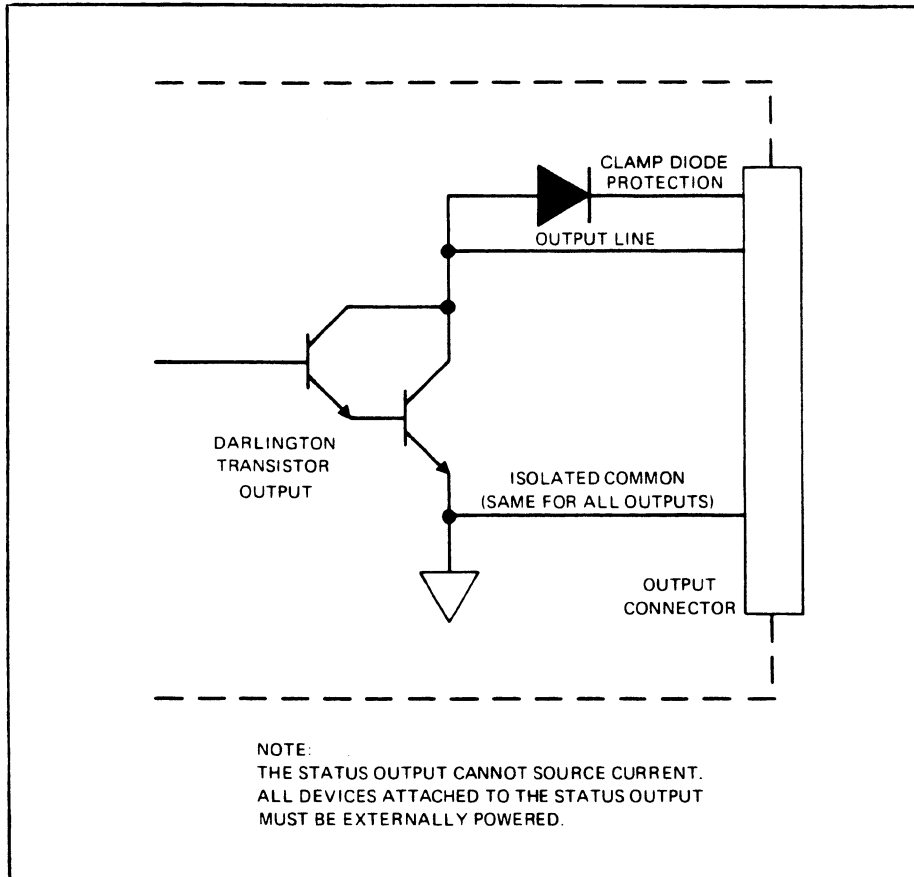 CLAMP DIODE
PROTECTION
OUTPUT LINE
DARLINGTON
TRANSISTOR
OUTPUT
ISOLATED COMMON
(SAME FOR ALL OUTPUTS)
OUTPUT
CONNECTOR
NOTE:
THE STATUS OUTPUT CANNOT SOURCE CURRENT.
ALL DEVICES ATTACHED TO THE STATUS OUTPUT
MUST BE EXTERNALLY POWERED.